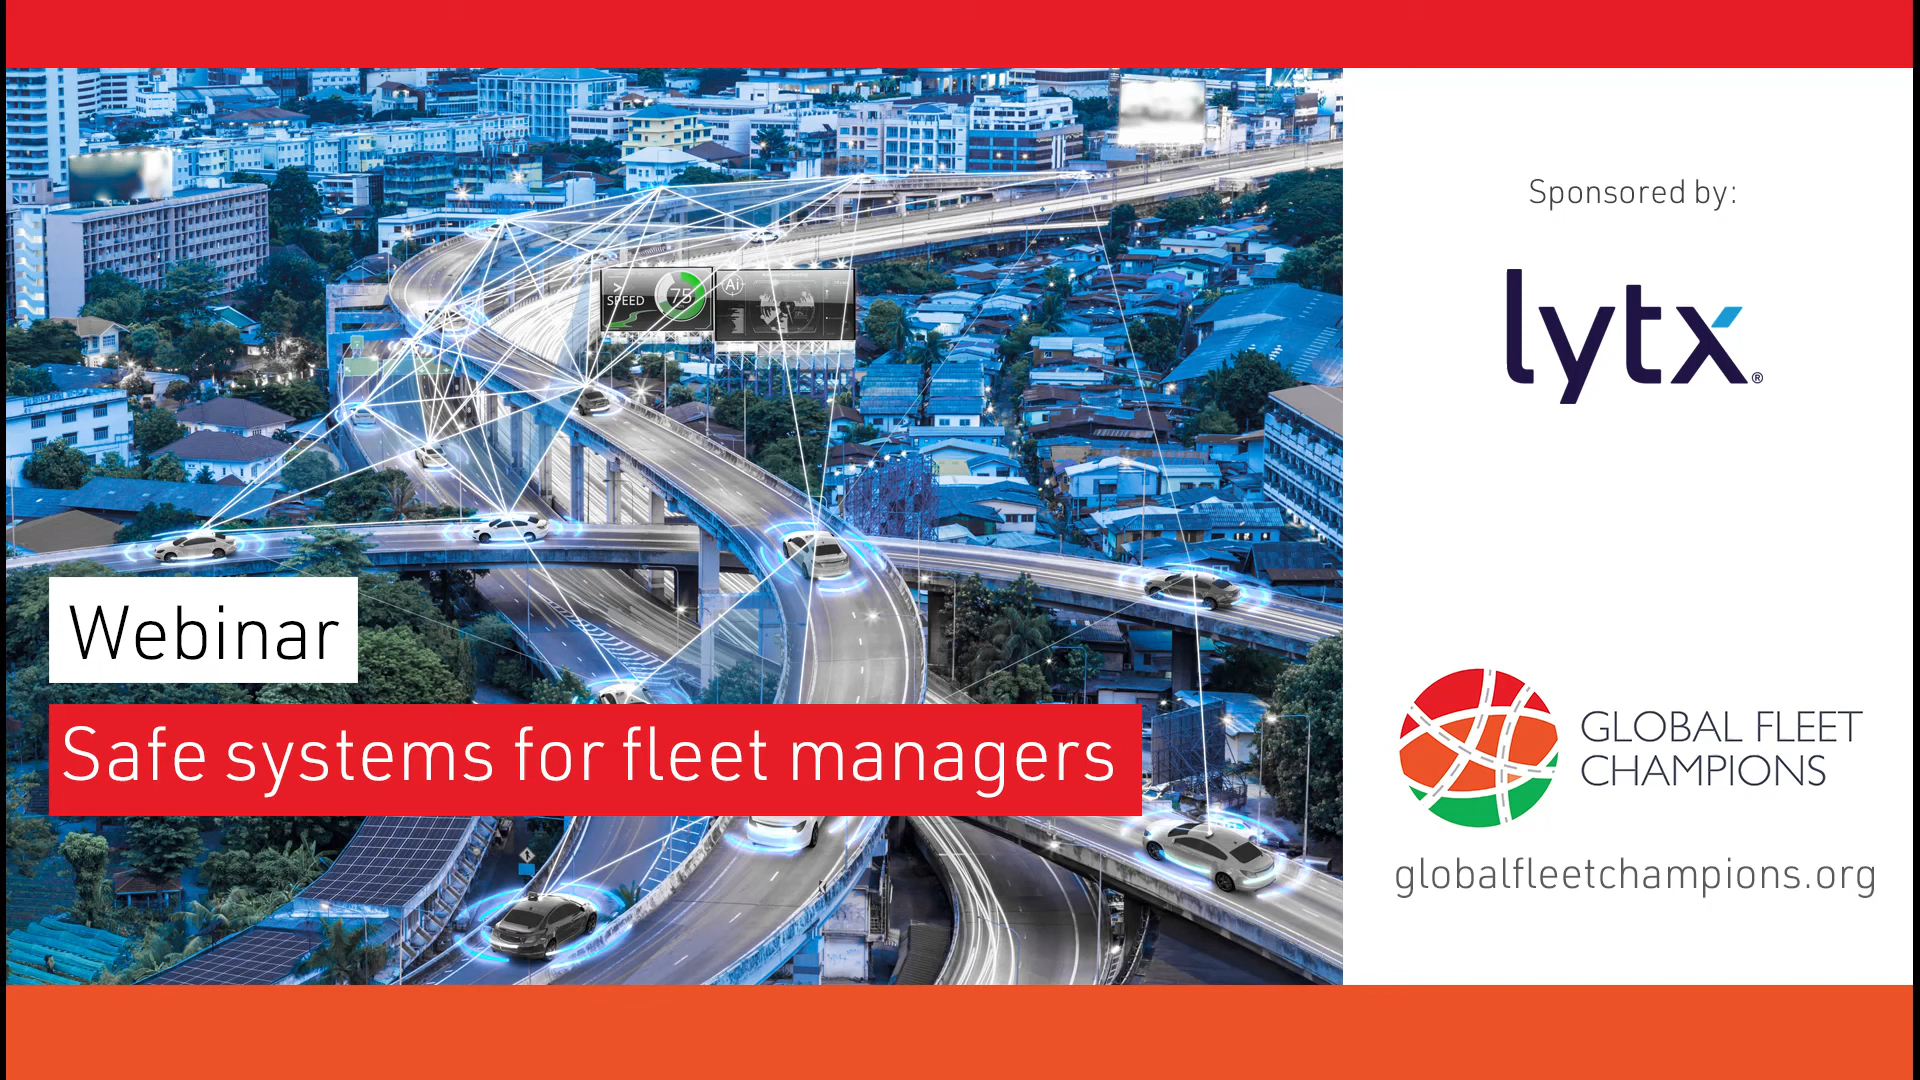 SPEED
75
Ai
Webinar
Safe systems for fleet managers
Sponsored by:
lytx®
GLOBAL FLEET
CHAMPIONS
globalfleetchampions.org